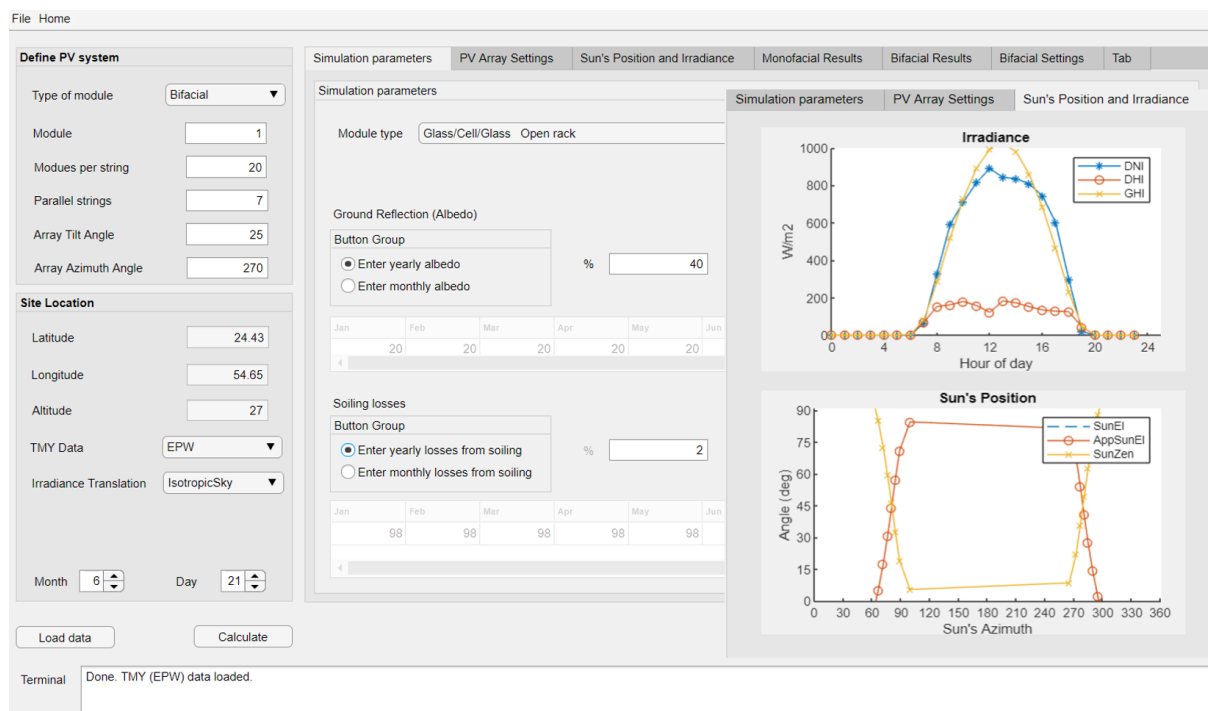 File Home
Define PV system
Type of module Bifacial
Module 1
Modues per string 20
Parallel strings 7
Array Tilt Angle 25
Array Azimuth Angle 270
Site Location
Latitude 24.43
Longitude 54.65
Altitude 27
TMY Data EPW
Irradiance Translation IsotropicSky
Month 6 Day 21
Load data Calculate
Terminal Done. TMY (EPW) data loaded.
Simulation parameters PV Array Settings Sun's Position and Irradiance Monofacial Results Bifacial Results Bifacial Settings Tab
Simulation parameters
Module type Glass/Cell/Glass Open rack
Ground Reflection (Albedo)
Button Group
Enter yearly albedo % 40
Enter monthly albedo
Jan Feb Mar Apr May Jun
20 20 20 20 20
Soiling losses
Button Group
Enter yearly losses from soiling % 2
Enter monthly losses from soiling
Jan Feb Mar Apr May Jun
98 98 98 98 98
Simulation parameters PV Array Settings Sun's Position and Irradiance
Irradiance
1000
800
600
400
200
0
W/m2
DNI
DHI
GHI
0 4 8 12 16 20 24
Hour of day
Sun's Position
90
75
60
45
30
15
0
Angle (deg)
SunEl
AppSunEl
SunZen
0 30 60 90 120 150 180 210 240 270 300 330 360
Sun's Azimuth